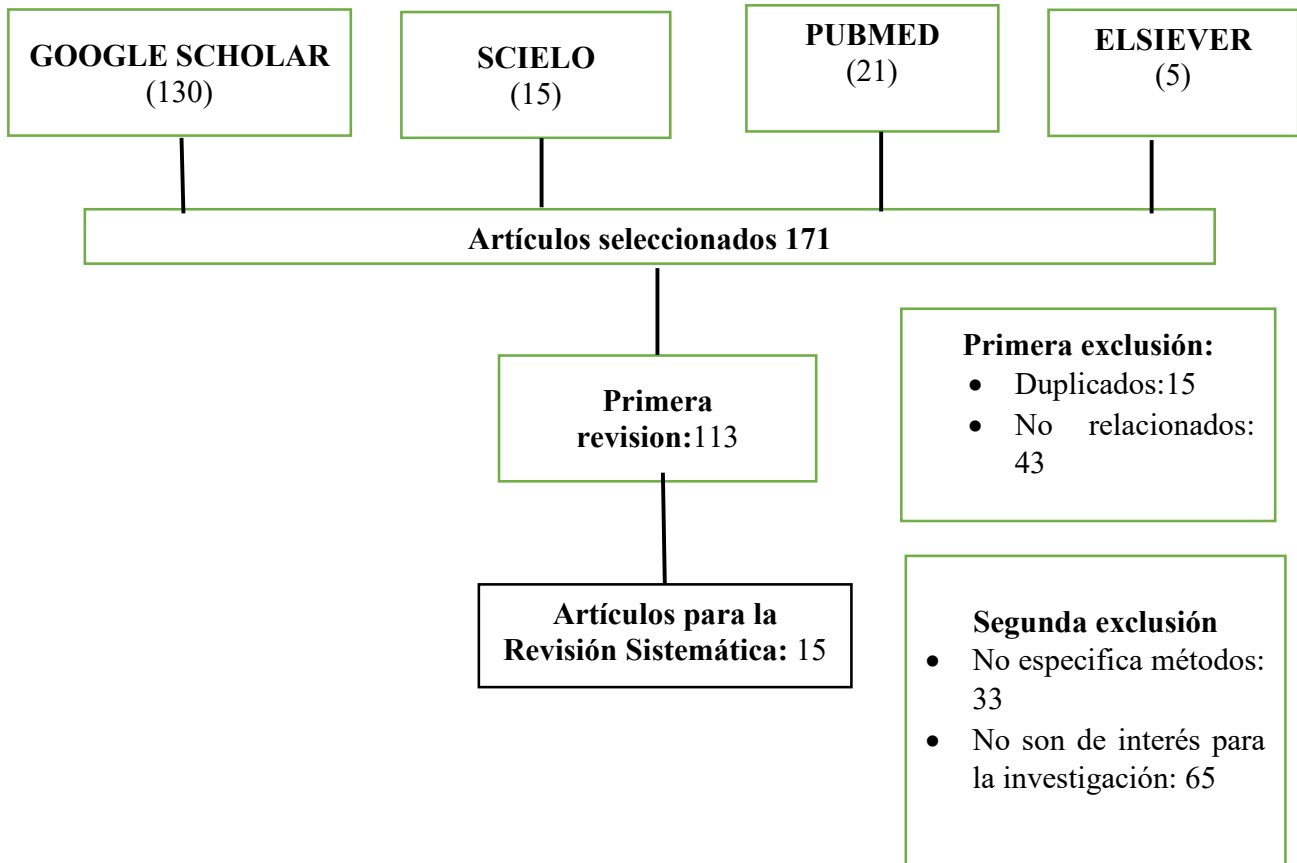 GOOGLE SCHOLAR
(130)
SCIELO
(15)
PUBMED
(21)
ELSIEVER
(5)
Artículos seleccionados 171
Primera
revision:113
Primera exclusión:
• Duplicados:15
• No relacionados:
43
Artículos para la
Revisión Sistemática: 15
Segunda exclusión
• No especifica métodos:
33
• No son de interés para
la investigación: 65